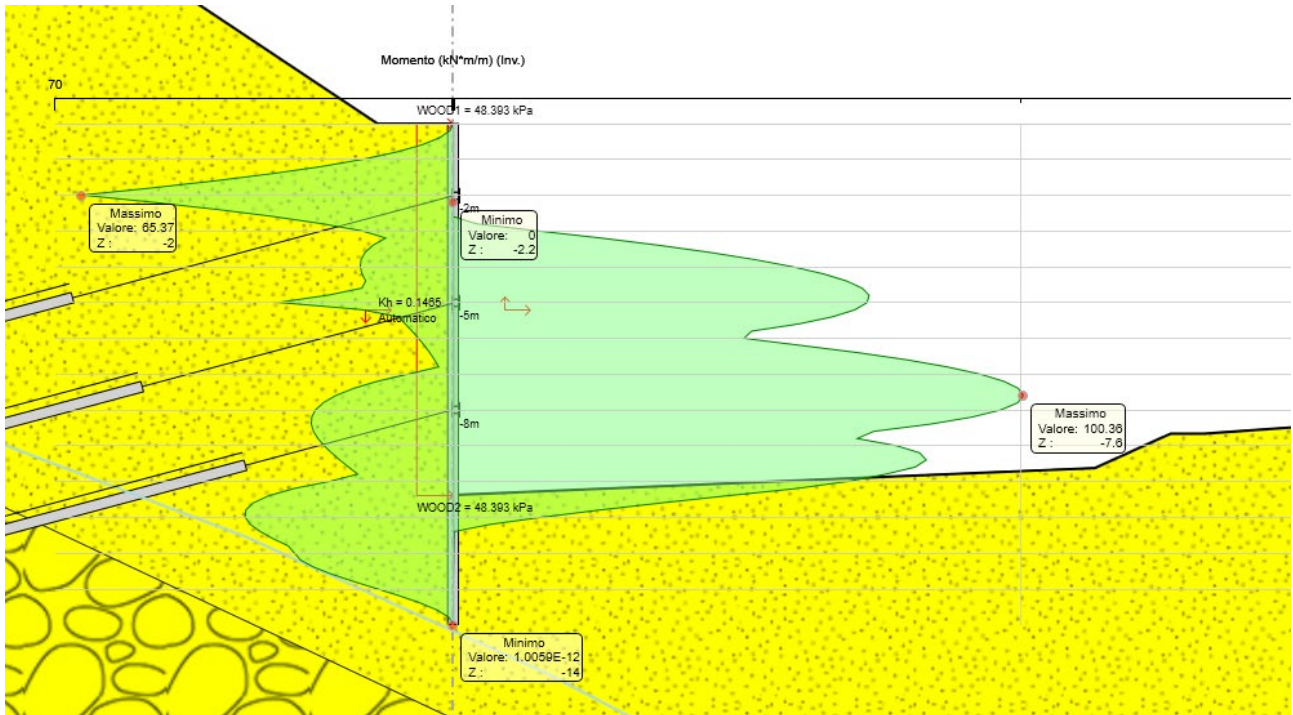 Momento (kN*m/m) (Inv.)
70
WOOD1 = 48.393 kPa
-2m
Massimo
Valore: 65.37
Z : -2
Minimo
Valore: 0
Z : -2.2
Kh = 0.1465
Automatico
-5m
-8m
Massimo
Valore: 100.36
Z : -7.6
WOOD2 = 48.393 kPa
Minimo
Valore: 1.0059E-12
Z : -14